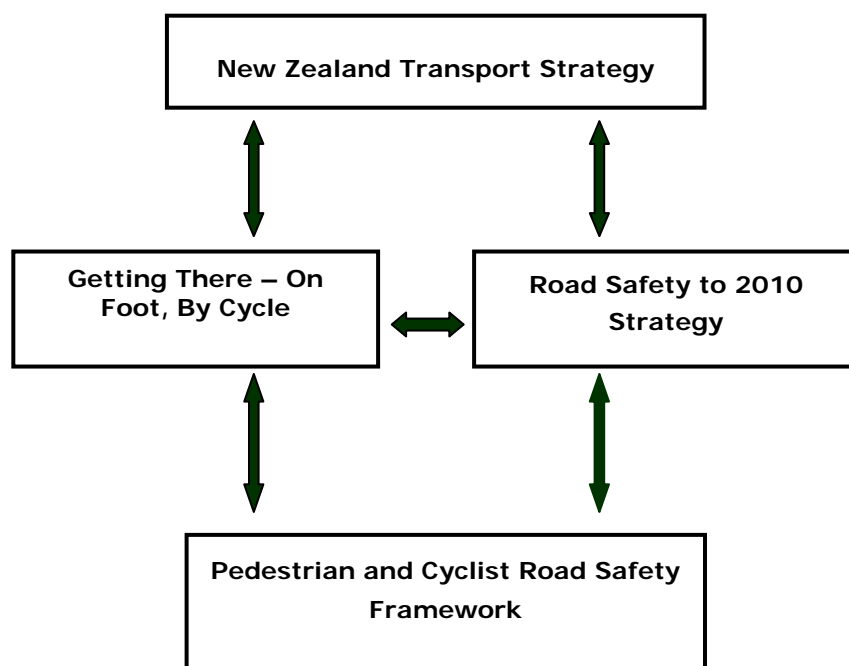 New Zealand Transport Strategy
Getting There – On
Foot, By Cycle
Road Safety to 2010
Strategy
Pedestrian and Cyclist Road Safety
Framework